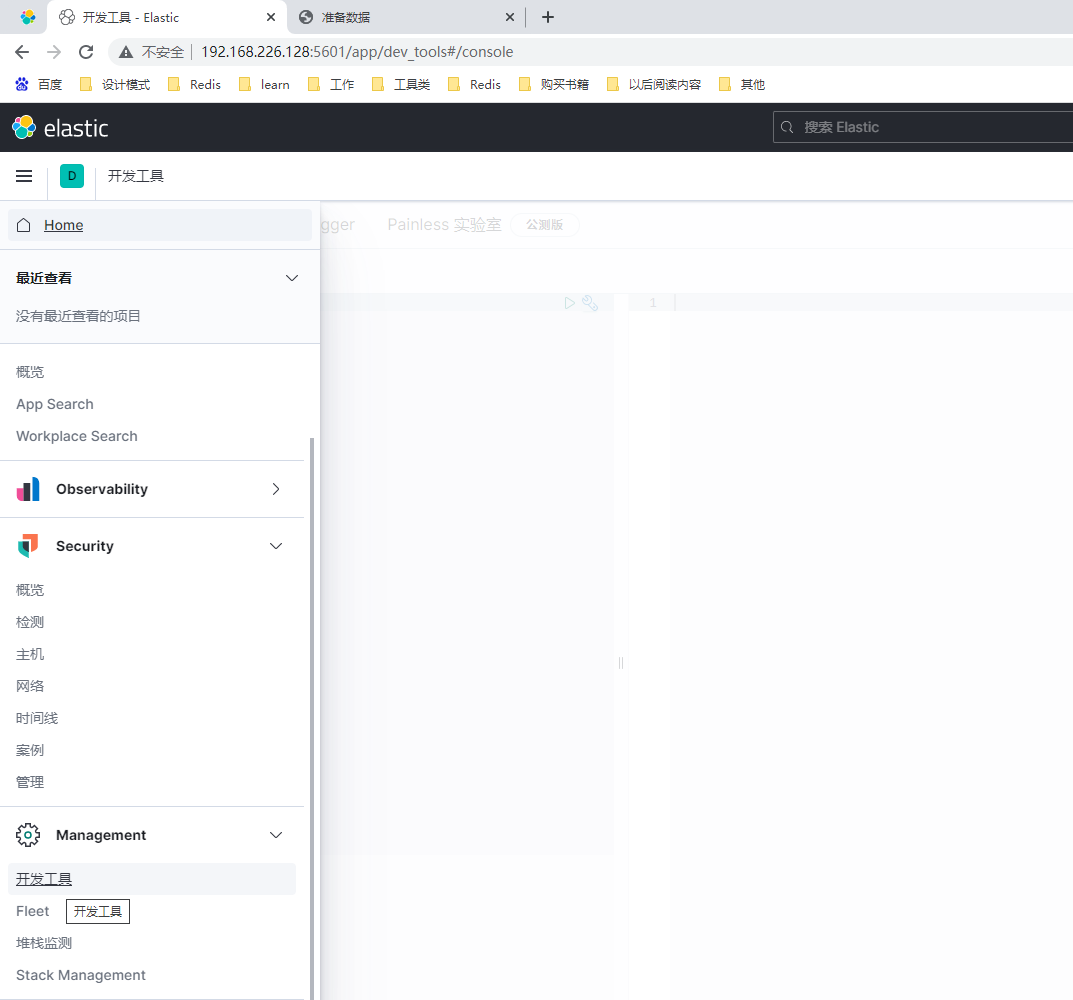 开发工具 - Elastic
准备数据
不安全 192.168.226.128:5601/app/dev_tools#/console
百度 设计模式 Redis learn 工作 工具类 Redis 购买书籍 以后阅读内容 其他
elastic 搜索 Elastic
D 开发工具
Home
gger Painless 实验室 公测版
最近查看
1
没有最近查看的项目
概览
App Search
Workplace Search
Observability
Security
概览
检测
主机
网络
时间线
案例
管理
Management
开发工具
Fleet 开发工具
堆栈监测
Stack Management